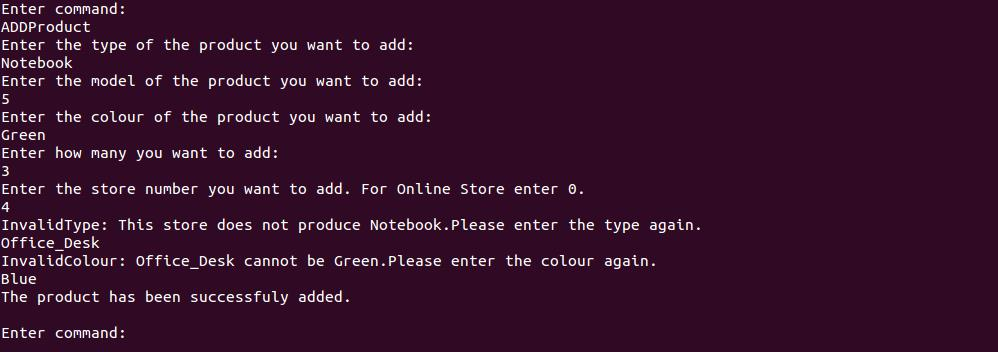 Enter command:
ADDProduct
Enter the type of the product you want to add:
Notebook
Enter the model of the product you want to add:
5
Enter the colour of the product you want to add:
Green
Enter how many you want to add:
3
Enter the store number you want to add. For Online Store enter 0.
4
InvalidType: This store does not produce Notebook.Please enter the type again.
Office_Desk
InvalidColour: Office_Desk cannot be Green.Please enter the colour again.
Blue
The product has been successfuly added.
Enter command: